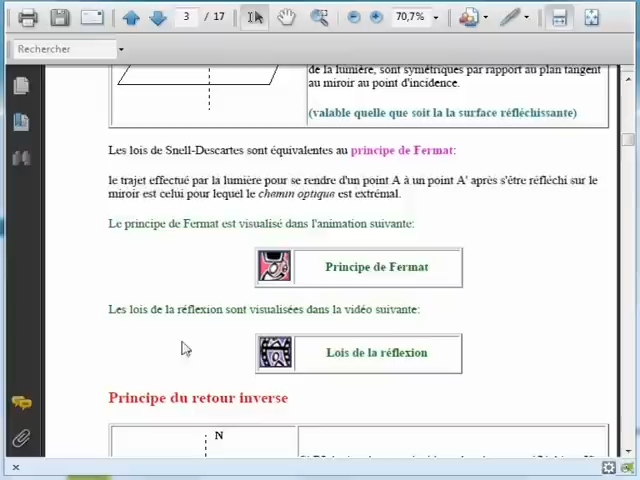 3 / 17
70,7%
Rechercher
de la lumière, sont symétriques par rapport au plan tangent
au miroir au point d'incidence.
(valable quelle que soit la la surface réfléchissante)
Les lois de Snell-Descartes sont équivalentes au principe de Fermat:
le trajet effectué par la lumière pour se rendre d'un point A à un point A' après s'être réfléchi sur le
miroir est celui pour lequel le chemin optique est extrémal.
Le principe de Fermat est visualisé dans l'animation suivante:
Principe de Fermat
Les lois de la réflexion sont visualisées dans la vidéo suivante:
Lois de la réflexion
Principe du retour inverse
N